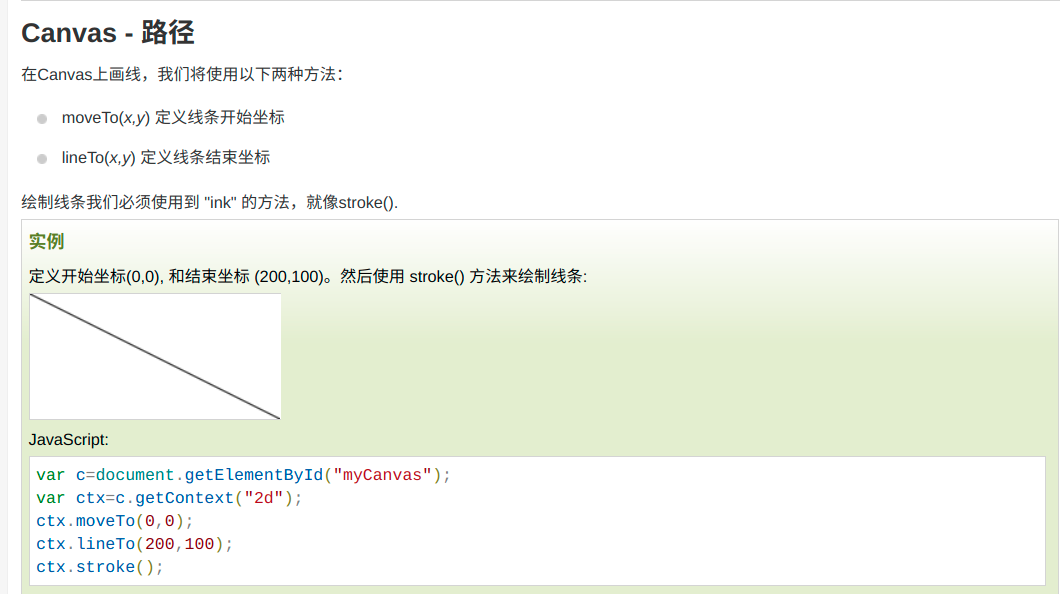 Canvas - 路径
在Canvas上画线，我们将使用以下两种方法：
moveTo(x,y) 定义线条开始坐标
lineTo(x,y) 定义线条结束坐标
绘制线条我们必须使用到 "ink" 的方法，就像stroke().
实例
定义开始坐标(0,0), 和结束坐标 (200,100)。然后使用 stroke() 方法来绘制线条:
JavaScript:
var c=document.getElementById("myCanvas");
var ctx=c.getContext("2d");
ctx.moveTo(0,0);
ctx.lineTo(200,100);
ctx.stroke();